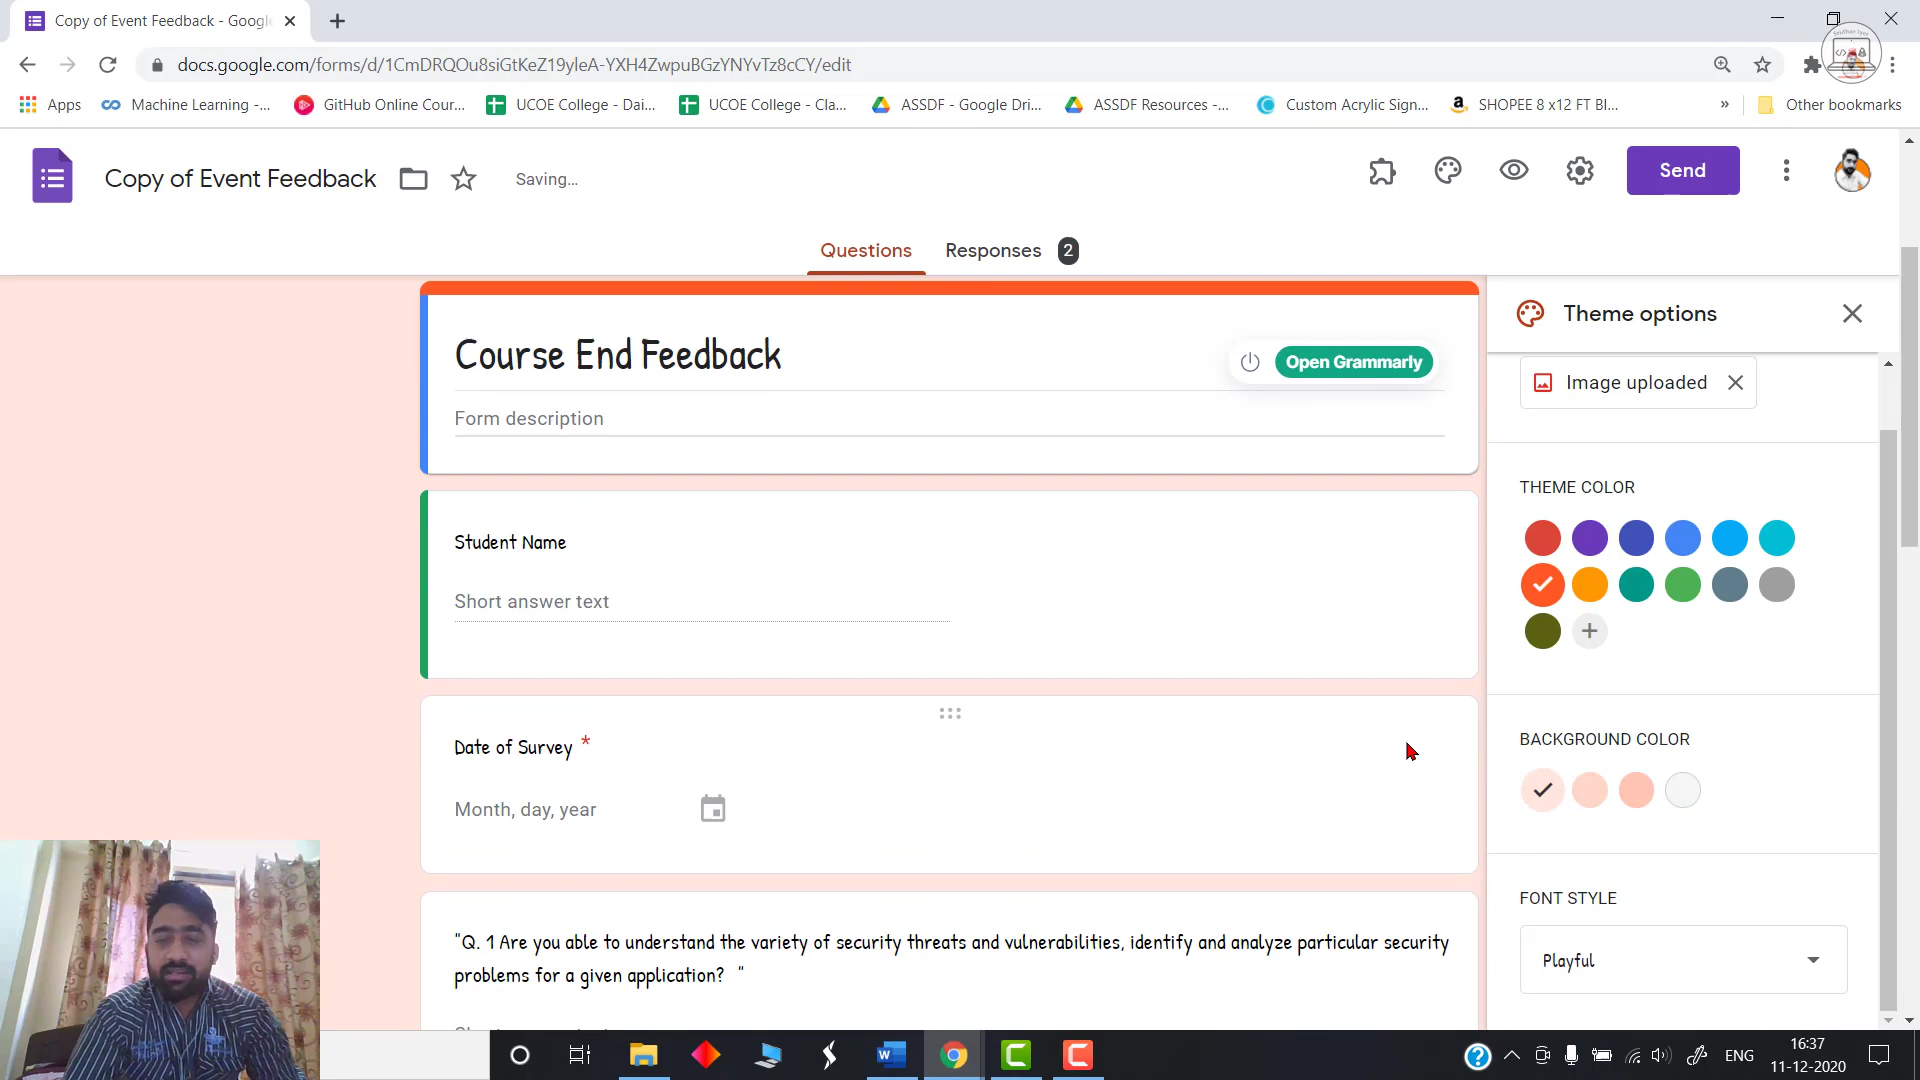 Copy of Event Feedback - Google
docs.google.com/forms/d/1CmDRQOu8siGtKeZ19yleA-YXH4ZwpuBGzYNYvTz8cCY/edit
Apps
Machine Learning -...
GitHub Online Cour...
UCOE College - Dai...
UCOE College - Cla...
ASSDF - Google Dri...
ASSDF Resources -...
Custom Acrylic Sign...
SHOPEE 8 x12 FT Bl...
»
Other bookmarks
Copy of Event Feedback
Saving...
Send
Questions
Responses
2
Course End Feedback
Open Grammarly
Form description
Student Name
Short answer text
Date of Survey *
Month, day, year
"Q. 1 Are you able to understand the variety of security threats and vulnerabilities, identify and analyze particular security
problems for a given application? "
Theme options
Image uploaded
THEME COLOR
BACKGROUND COLOR
FONT STYLE
Playful
ENG
16:37
11-12-2020